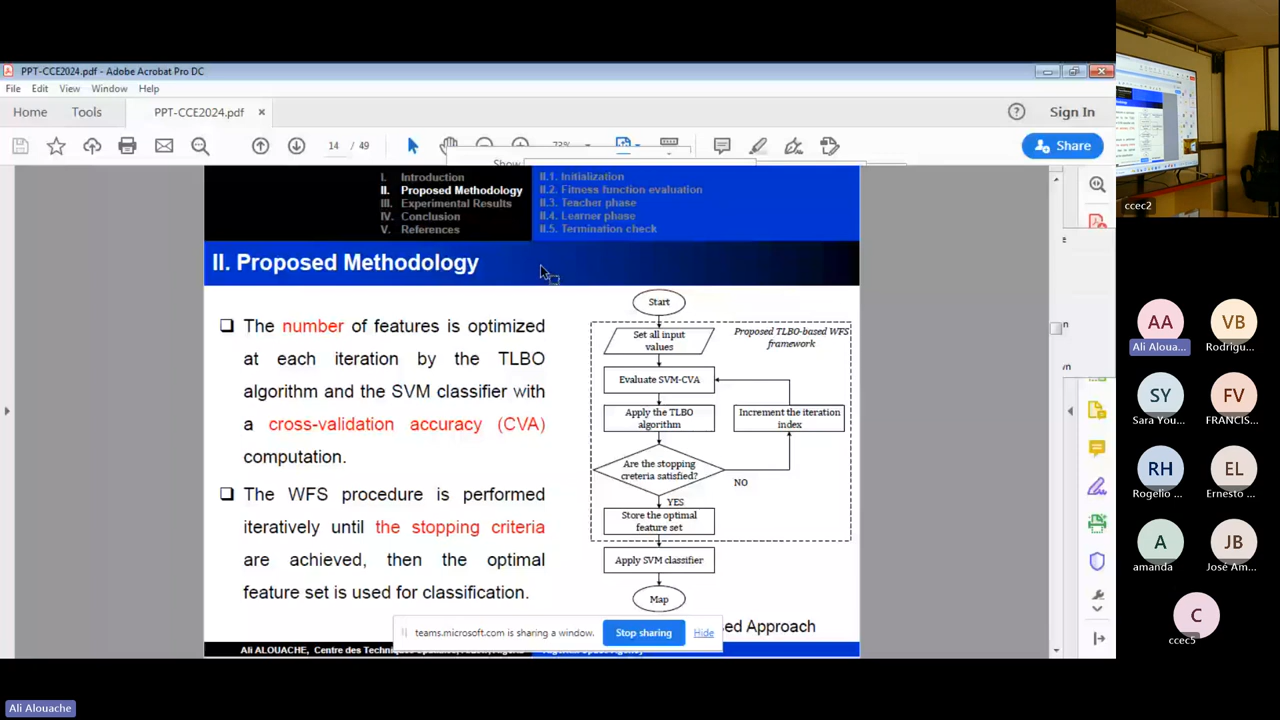 PPT-CCE2024.pdf - Adobe Acrobat Pro DC
File Edit View Window Help
Home Tools PPT-CCE2024.pdf × ? Sign In
14 / 49 73% Share
Show
I. Introduction
II. Proposed Methodology
III. Experimental Results
IV. Conclusion
V. References
II.1. Initialization
II.2. Fitness function evaluation
II.3. Teacher phase
II.4. Learner phase
II.5. Termination check
II. Proposed Methodology
The number of features is optimized
at each iteration by the TLBO
algorithm and the SVM classifier with
a cross-validation accuracy (CVA)
computation.
The WFS procedure is performed
iteratively until the stopping criteria
are achieved, then the optimal
feature set is used for classification.
Start
Proposed TLBO-based WFS
framework
Set all input
values
Evaluate SVM-CVA
Apply the TLBO
algorithm
Increment the iteration
index
Are the stopping
creteria satisfied?
NO
YES
Store the optimal
feature set
Apply SVM classifier
Map
sed Approach
teams.microsoft.com is sharing a window. Stop sharing Hide
Ali ALOUACHE, Centre des Techniques
ccec2
AA
Ali Aloua...
VB
Rodrigu...
SY
Sara You...
FV
FRANCIS...
RH
Rogelio ...
EL
Ernesto ...
A
amanda
JB
José Am...
C
ccec5
Ali Alouache